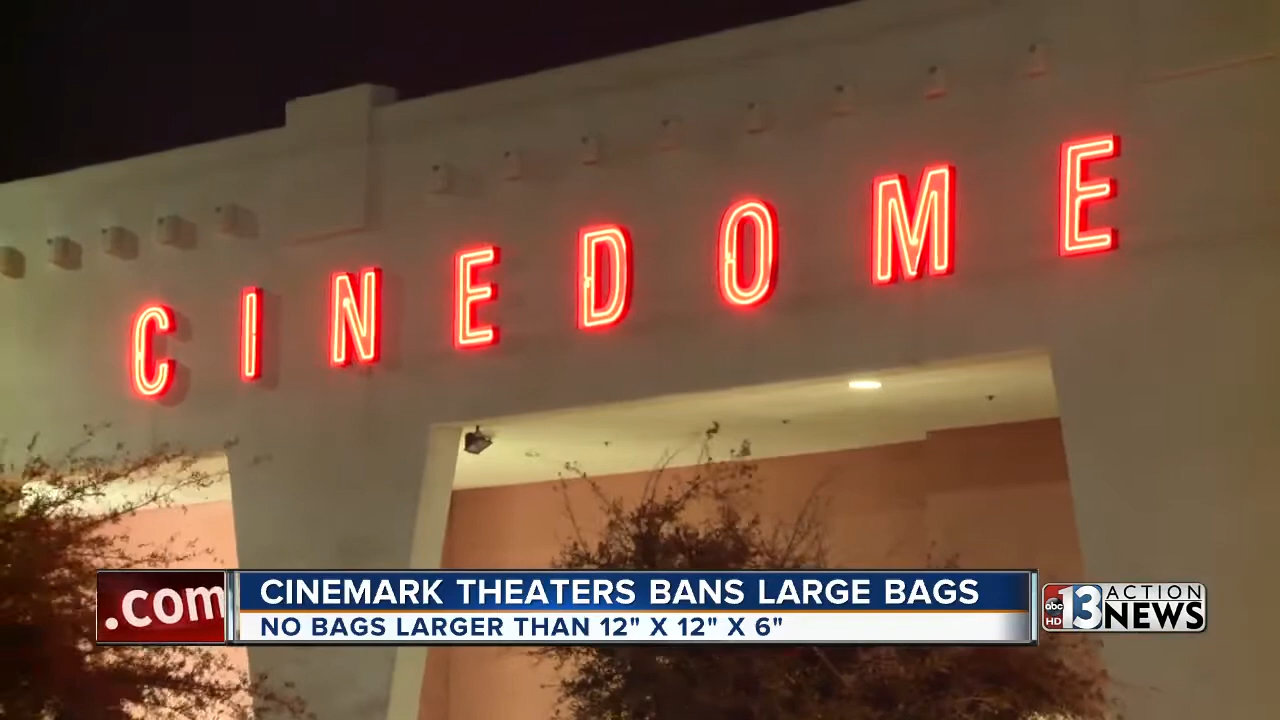 CINEDOME
.com
CINEMARK THEATERS BANS LARGE BAGS
NO BAGS LARGER THAN 12" X 12" X 6"
abc HD 13 ACTION NEWS